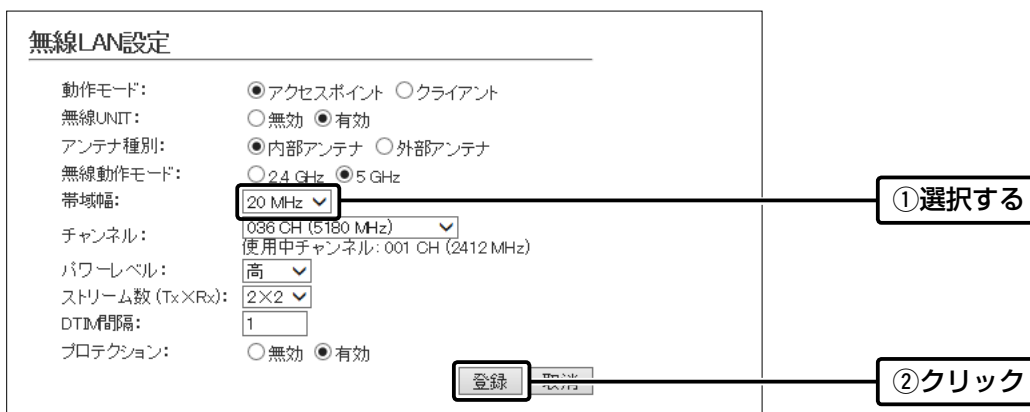 無線LAN設定
動作モード: アクセスポイント クライアント
無線UNIT: 無効 有効
アンテナ種別: 内部アンテナ 外部アンテナ
無線動作モード: 2.4 GHz 5 GHz
帯域幅: 20 MHz ①選択する
チャンネル: 036 CH (5180 MHz)
使用中チャンネル: 001 CH (2412 MHz)
パワーレベル: 高
ストリーム数 (Tx×Rx): 2×2
DTIM間隔: 1
プロテクション: 無効 有効
登録 取消 ②クリック